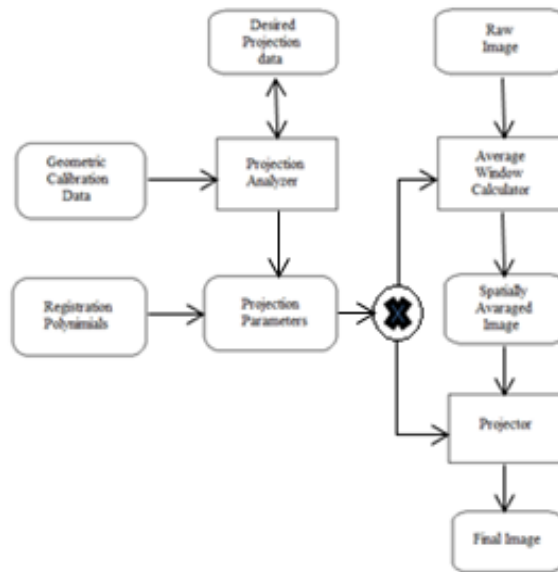 Desired
Projection
data
Raw
Image
Geometric
Calibration
Data
Projection
Analyzer
Average
Window
Calculator
Registration
Polynimials
Projection
Parameters
X
Spatially
Avaraged
Image
Projector
Final Image